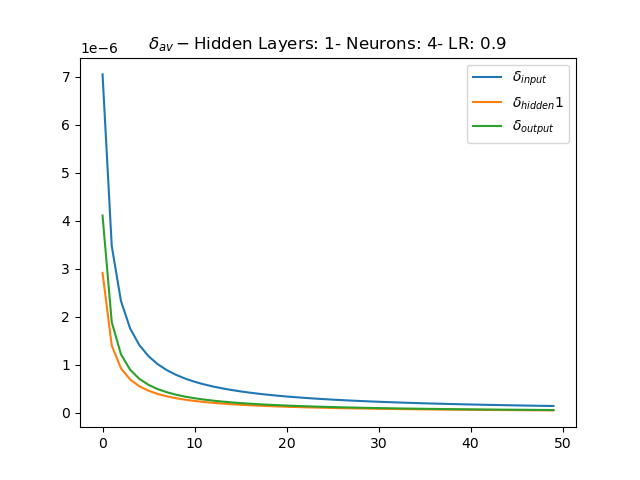 δ_av − Hidden Layers: 1- Neurons: 4- LR: 0.9
1e−6
7
6
5
4
3
2
1
0
0 10 20 30 40 50
δ_input
δ_hidden1
δ_output